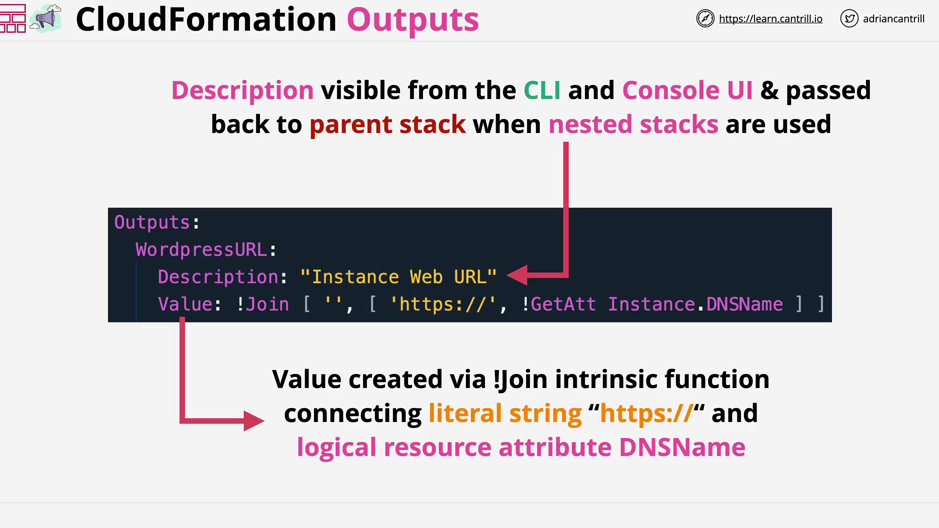 CloudFormation Outputs
https://learn.cantrill.io
adriancantrill
Description visible from the CLI and Console UI & passed
back to parent stack when nested stacks are used
Outputs:
WordpressURL:
Description: "Instance Web URL"
Value: !Join [ '', [ 'https://', !GetAtt Instance.DNSName ] ]
Value created via !Join intrinsic function
connecting literal string “https://“ and
logical resource attribute DNSName